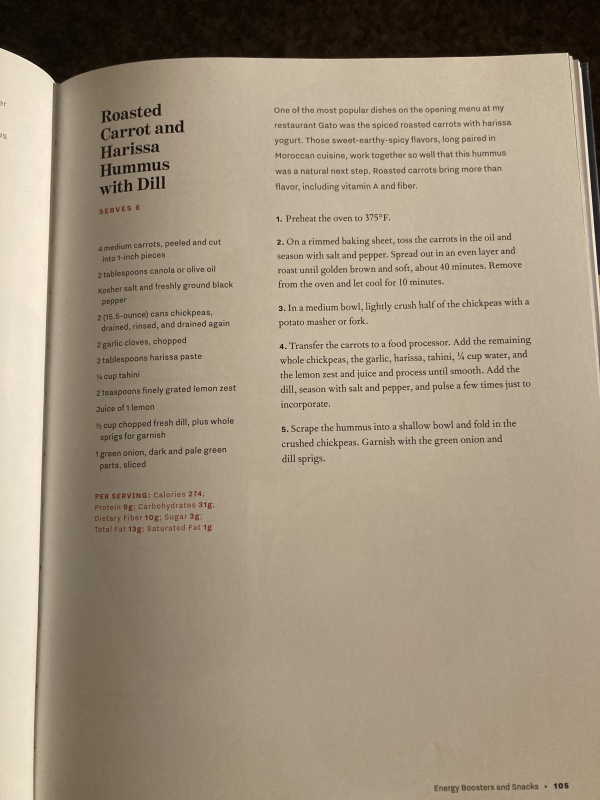 er
us
Roasted
Carrot and
Harissa
Hummus
with Dill
SERVES 6
4 medium carrots, peeled and cut
into 1-inch pieces
2 tablespoons canola or olive oil
Kosher salt and freshly ground black
pepper
2 (15.5-ounce) cans chickpeas,
drained, rinsed, and drained again
2 garlic cloves, chopped
2 tablespoons harissa paste
¼ cup tahini
2 teaspoons finely grated lemon zest
Juice of 1 lemon
½ cup chopped fresh dill, plus whole
sprigs for garnish
1 green onion, dark and pale green
parts, sliced
PER SERVING: Calories 274;
Protein 9g; Carbohydrates 31g;
Dietary Fiber 10g; Sugar 3g;
Total Fat 13g; Saturated Fat 1g
One of the most popular dishes on the opening menu at my
restaurant Gato was the spiced roasted carrots with harissa
yogurt. Those sweet-earthy-spicy flavors, long paired in
Moroccan cuisine, work together so well that this hummus
was a natural next step. Roasted carrots bring more than
flavor, including vitamin A and fiber.
1. Preheat the oven to 375°F.
2. On a rimmed baking sheet, toss the carrots in the oil and
season with salt and pepper. Spread out in an even layer and
roast until golden brown and soft, about 40 minutes. Remove
from the oven and let cool for 10 minutes.
3. In a medium bowl, lightly crush half of the chickpeas with a
potato masher or fork.
4. Transfer the carrots to a food processor. Add the remaining
whole chickpeas, the garlic, harissa, tahini, ¼ cup water, and
the lemon zest and juice and process until smooth. Add the
dill, season with salt and pepper, and pulse a few times just to
incorporate.
5. Scrape the hummus into a shallow bowl and fold in the
crushed chickpeas. Garnish with the green onion and
dill sprigs.
Energy Boosters and Snacks • 105